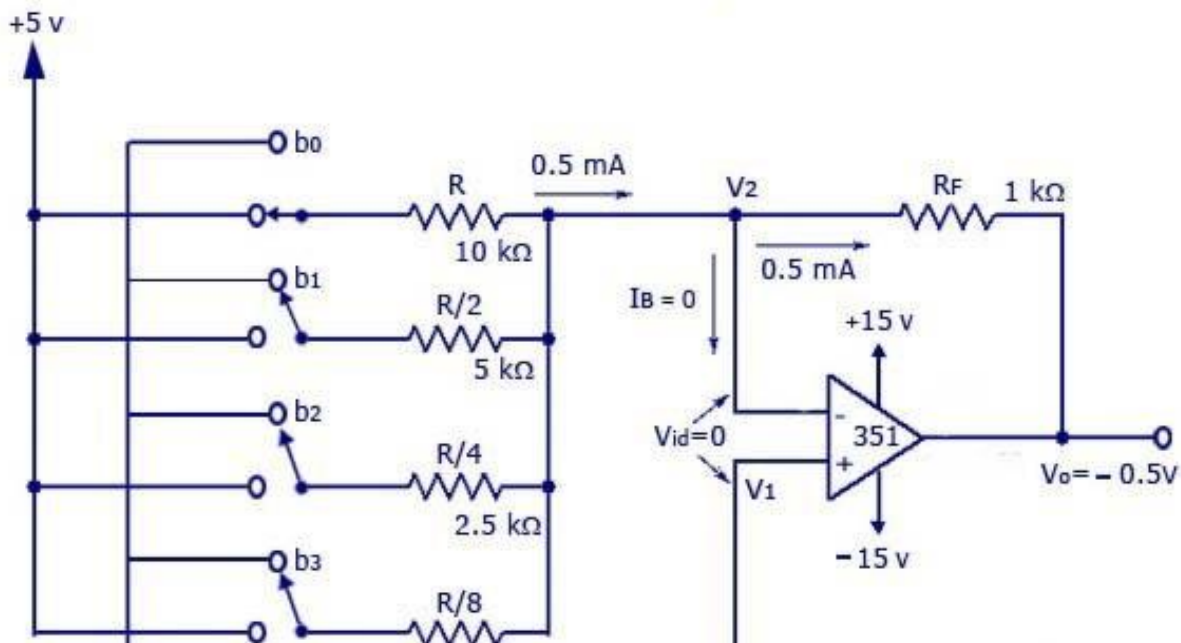 +5 v
b0
0.5 mA
R
V2
RF
1 kΩ
10 kΩ
0.5 mA
b1
IB = 0
R/2
+15 v
5 kΩ
b2
-
Vid=0
351
R/4
+
V1
Vo= - 0.5v
2.5 kΩ
-15 v
b3
R/8